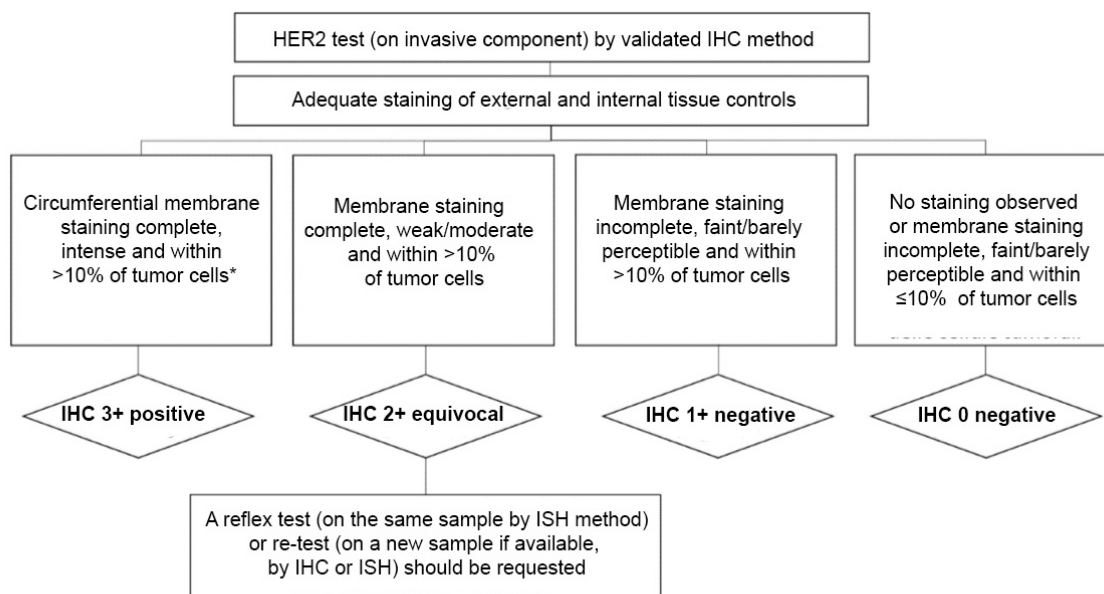 HER2 test (on invasive component) by validated IHC method
Adequate staining of external and internal tissue controls
Circumferential membrane
staining complete,
intense and within
>10% of tumor cells*
Membrane staining
complete, weak/moderate
and within >10%
of tumor cells
Membrane staining
incomplete, faint/barely
perceptible and within
>10% of tumor cells
No staining observed
or membrane staining
incomplete, faint/barely
perceptible and within
≤10% of tumor cells
IHC 3+ positive
IHC 2+ equivocal
IHC 1+ negative
IHC 0 negative
A reflex test (on the same sample by ISH method)
or re-test (on a new sample if available,
by IHC or ISH) should be requested